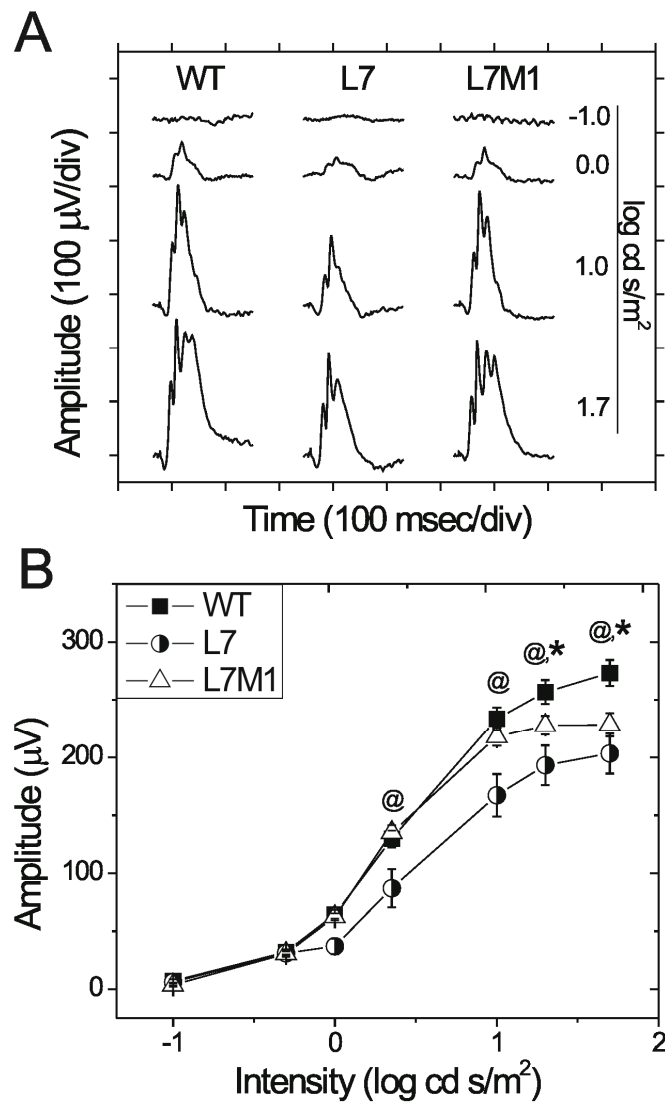 A
WT L7 L7M1
-1.0
0.0
1.0
1.7
log cd s/m²
Amplitude (100 μV/div)
Time (100 msec/div)
B
WT
L7
L7M1
@
@
@,*
@,*
300
200
100
0
Amplitude (μV)
-1 0 1 2
Intensity (log cd s/m²)